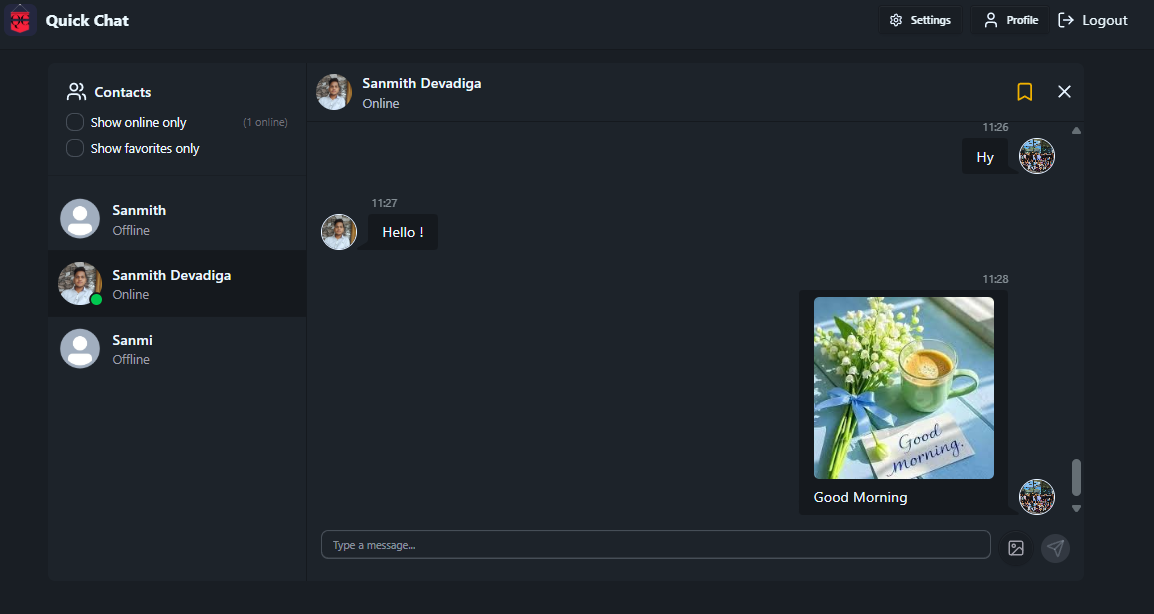 Quick Chat
Settings
Profile
Logout
Contacts
Show online only
(1 online)
Show favorites only
Sanmith
Offline
Sanmith Devadiga
Online
Sanmi
Offline
Sanmith Devadiga
Online
11:26
Hy
11:27
Hello !
11:28
Good
morning.
Good Morning
Type a message...